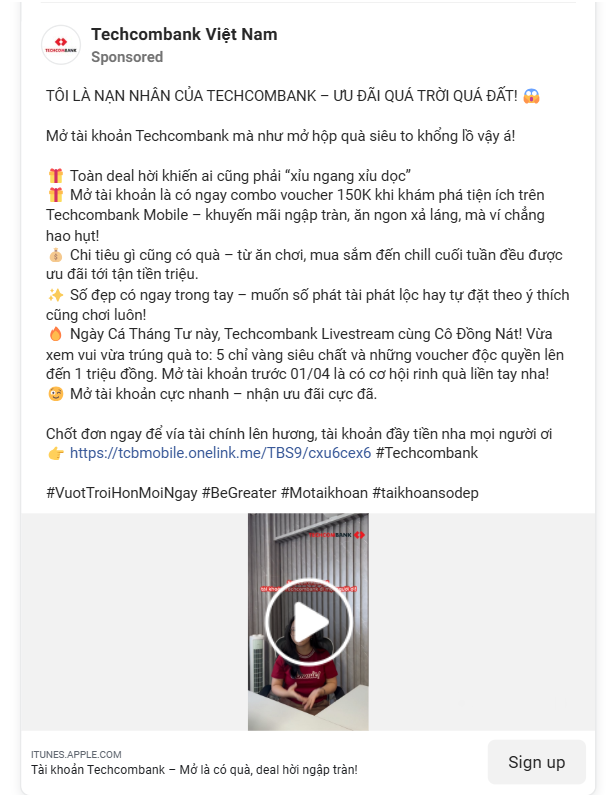 TECHCOMBANK
Techcombank Việt Nam
Sponsored
TÔI LÀ NẠN NHÂN CỦA TECHCOMBANK – ƯU ĐÃI QUÁ TRỜI QUÁ ĐẤT! 😱
Mở tài khoản Techcombank mà như mở hộp quà siêu to khổng lồ vậy á!
🎁 Toàn deal hời khiến ai cũng phải “xỉu ngang xỉu dọc”
🎁 Mở tài khoản là có ngay combo voucher 150K khi khám phá tiện ích trên
Techcombank Mobile – khuyến mãi ngập tràn, ăn ngon xả láng, mà ví chẳng
hao hụt!
💰 Chi tiêu gì cũng có quà – từ ăn chơi, mua sắm đến chill cuối tuần đều được
ưu đãi tới tận tiền triệu.
✨ Số đẹp có ngay trong tay – muốn số phát tài phát lộc hay tự đặt theo ý thích
cũng chơi luôn!
🔥 Ngày Cá Tháng Tư này, Techcombank Livestream cùng Cô Đồng Nát! Vừa
xem vui vừa trúng quà to: 5 chỉ vàng siêu chất và những voucher độc quyền lên
đến 1 triệu đồng. Mở tài khoản trước 01/04 là có cơ hội rinh quà liền tay nha!
😉 Mở tài khoản cực nhanh – nhận ưu đãi cực đã.
Chốt đơn ngay để vía tài chính lên hương, tài khoản đầy tiền nha mọi người ơi
👉 https://tcbmobile.onelink.me/TBS9/cxu6cex6 #Techcombank
#VuotTroiHonMoiNgay #BeGreater #Motaikhoan #taikhoansodep
TECHCOMBANK
ITUNES.APPLE.COM
Tài khoản Techcombank – Mở là có quà, deal hời ngập tràn!
Sign up